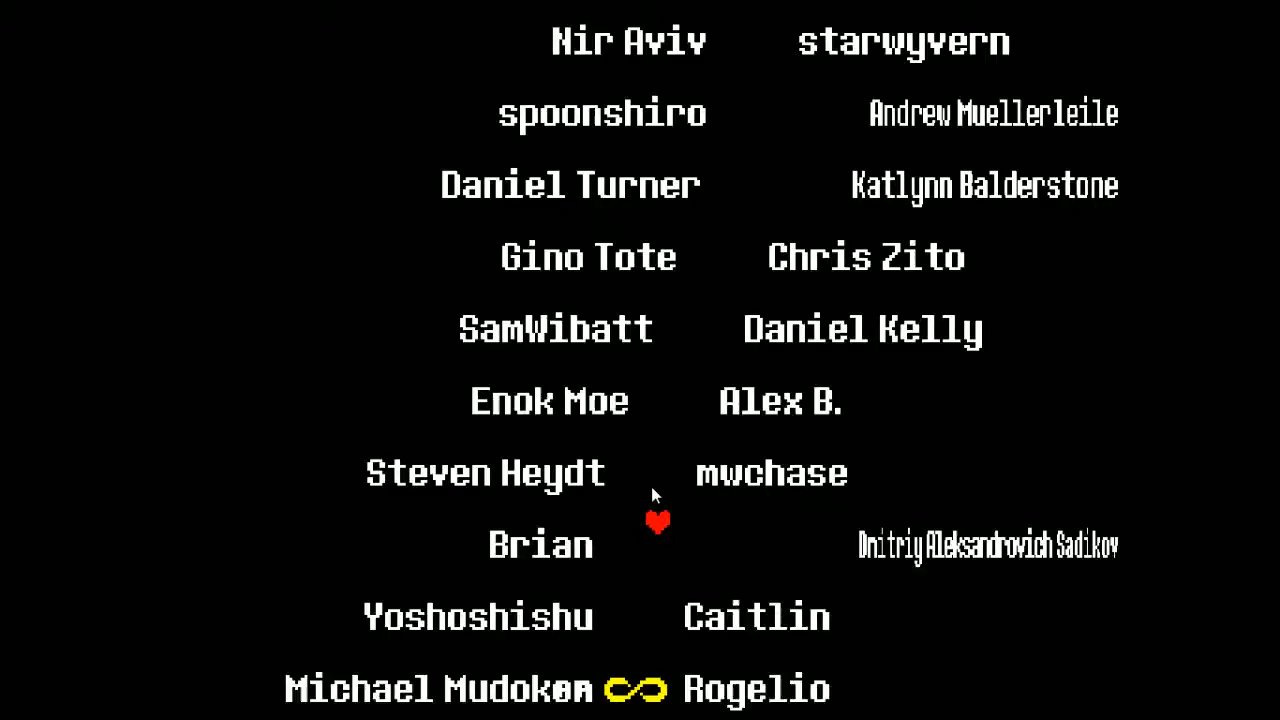 Nir Aviv starwyvern
spoonshiro Andrew Muellerleile
Daniel Turner Katlynn Balderstone
Gino Tote Chris Zito
SamWibatt Daniel Kelly
Enok Moe Alex B.
Steven Heydt mwchase
Brian Dmitriy Aleksandrovich Sadikov
Yoshoshishu Caitlin
Michael Mudoken Rogelio